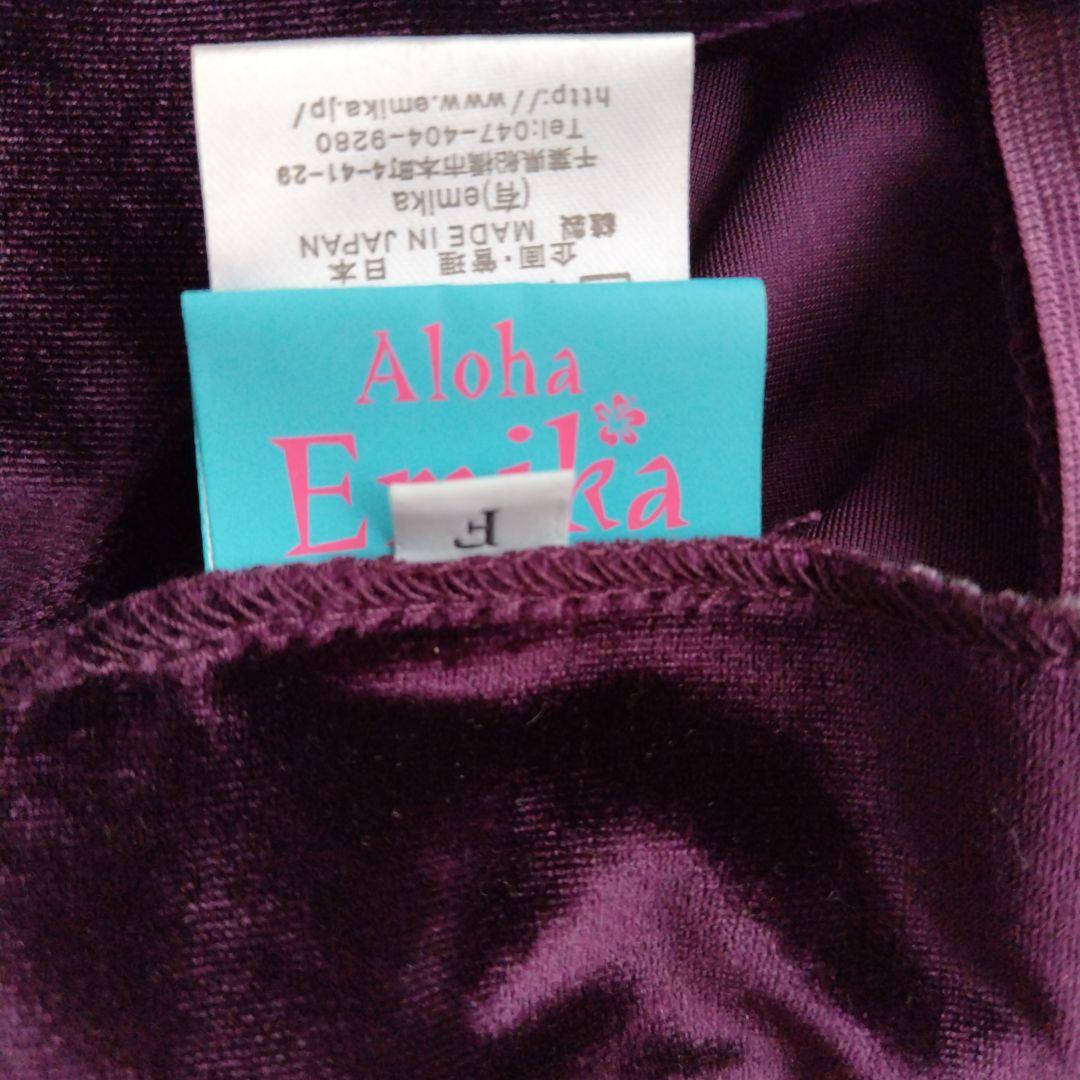 企画・管理　日本
縫製　MADE IN JAPAN
(有)emika
千葉県船橋市本町4-41-29
Tel:047-404-9280
http://www.emika.jp/
Aloha
Emika
F